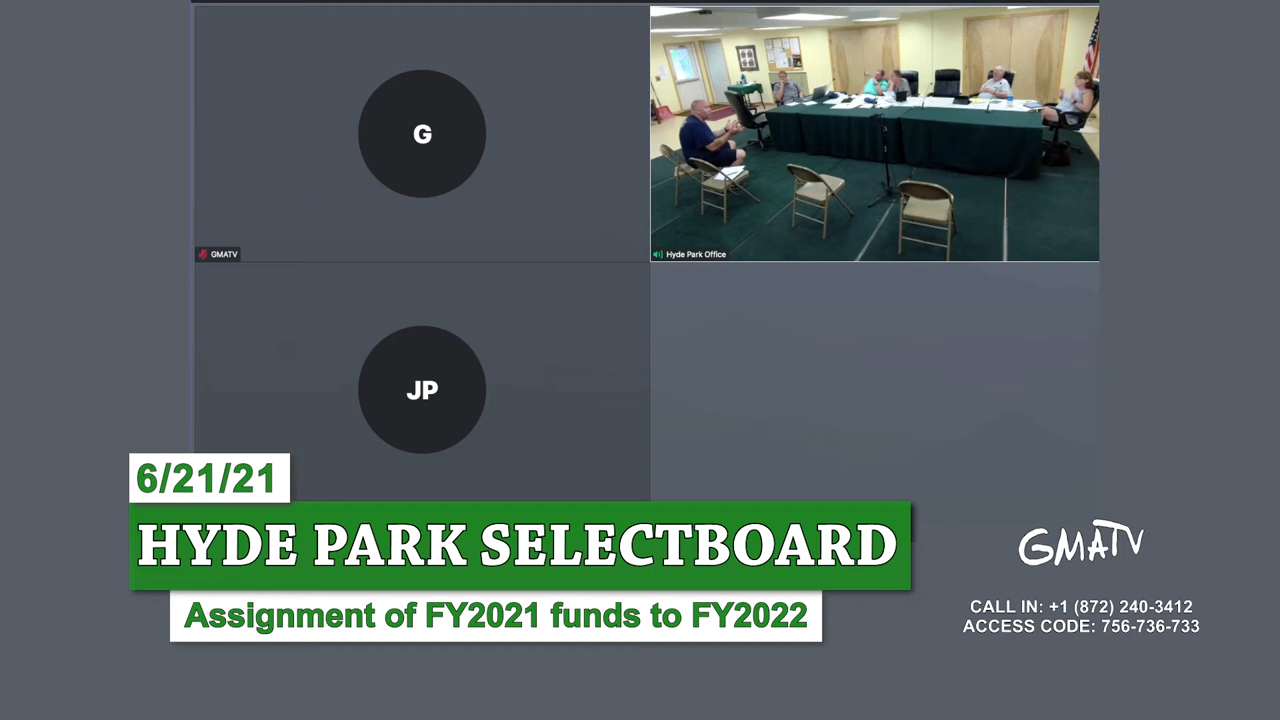 G
GMATV
Hyde Park Office
JP
6/21/21
HYDE PARK SELECTBOARD
Assignment of FY2021 funds to FY2022
GMATV
CALL IN: +1 (872) 240-3412
ACCESS CODE: 756-736-733